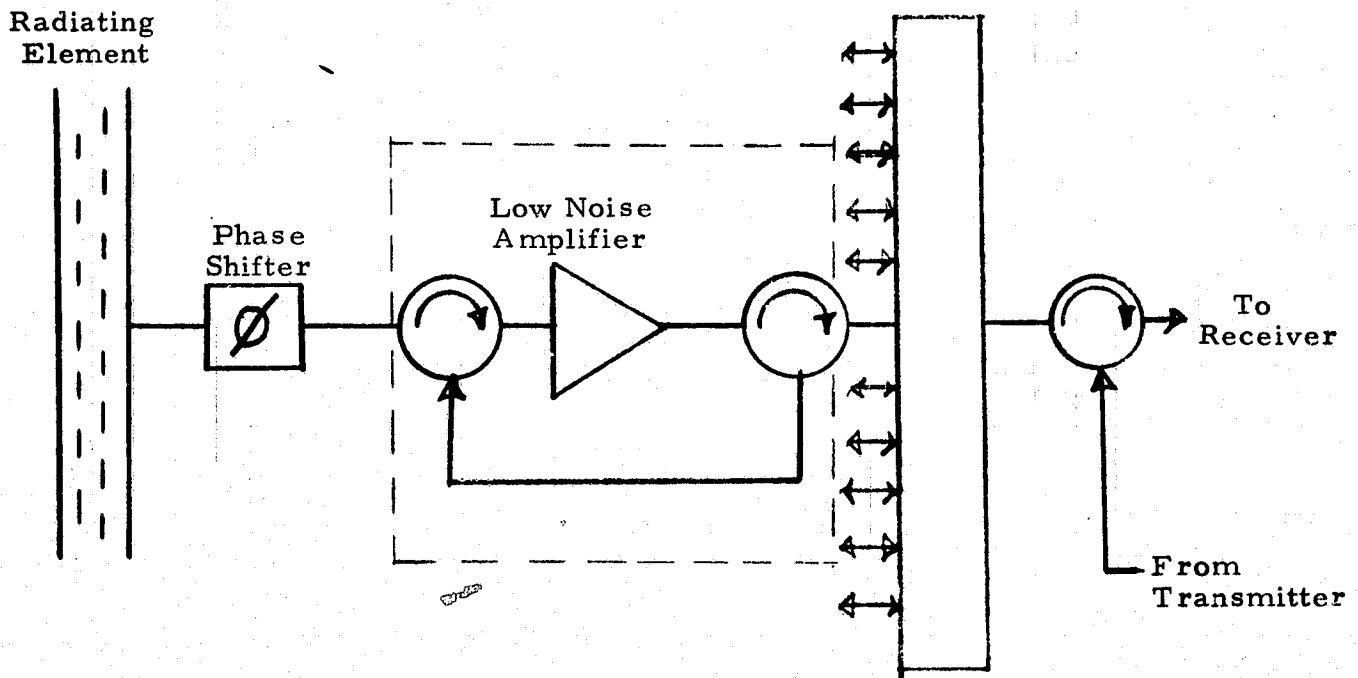 Radiating
Element
Phase
Shifter
Ø
Low Noise
Amplifier
To
Receiver
From
Transmitter